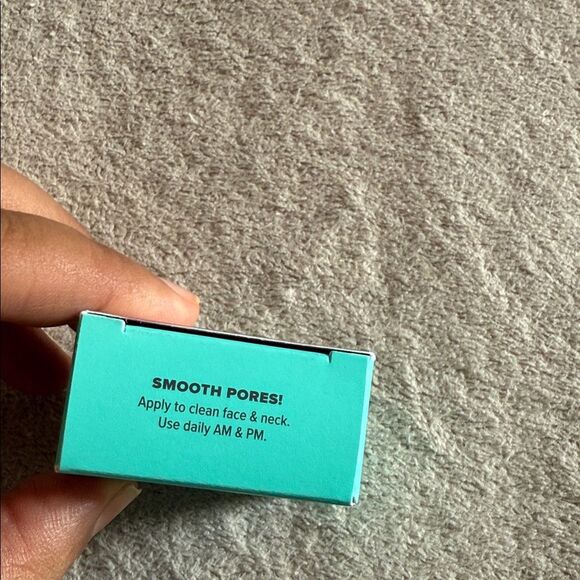 SMOOTH PORES!
Apply to clean face & neck.
Use daily AM & PM.